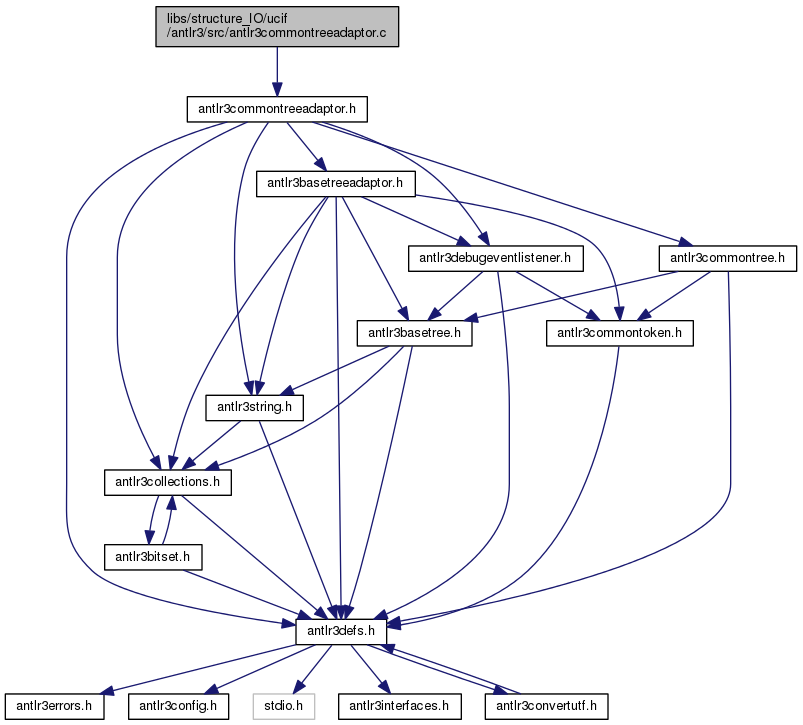 libs/structure_IO/ucif
/antlr3/src/antlr3commontreeadaptor.c
antlr3commontreeadaptor.h
antlr3basetreeadaptor.h
antlr3debugeventlistener.h
antlr3commontree.h
antlr3basetree.h
antlr3commontoken.h
antlr3string.h
antlr3collections.h
antlr3bitset.h
antlr3defs.h
antlr3errors.h
antlr3config.h
stdio.h
antlr3interfaces.h
antlr3convertutf.h